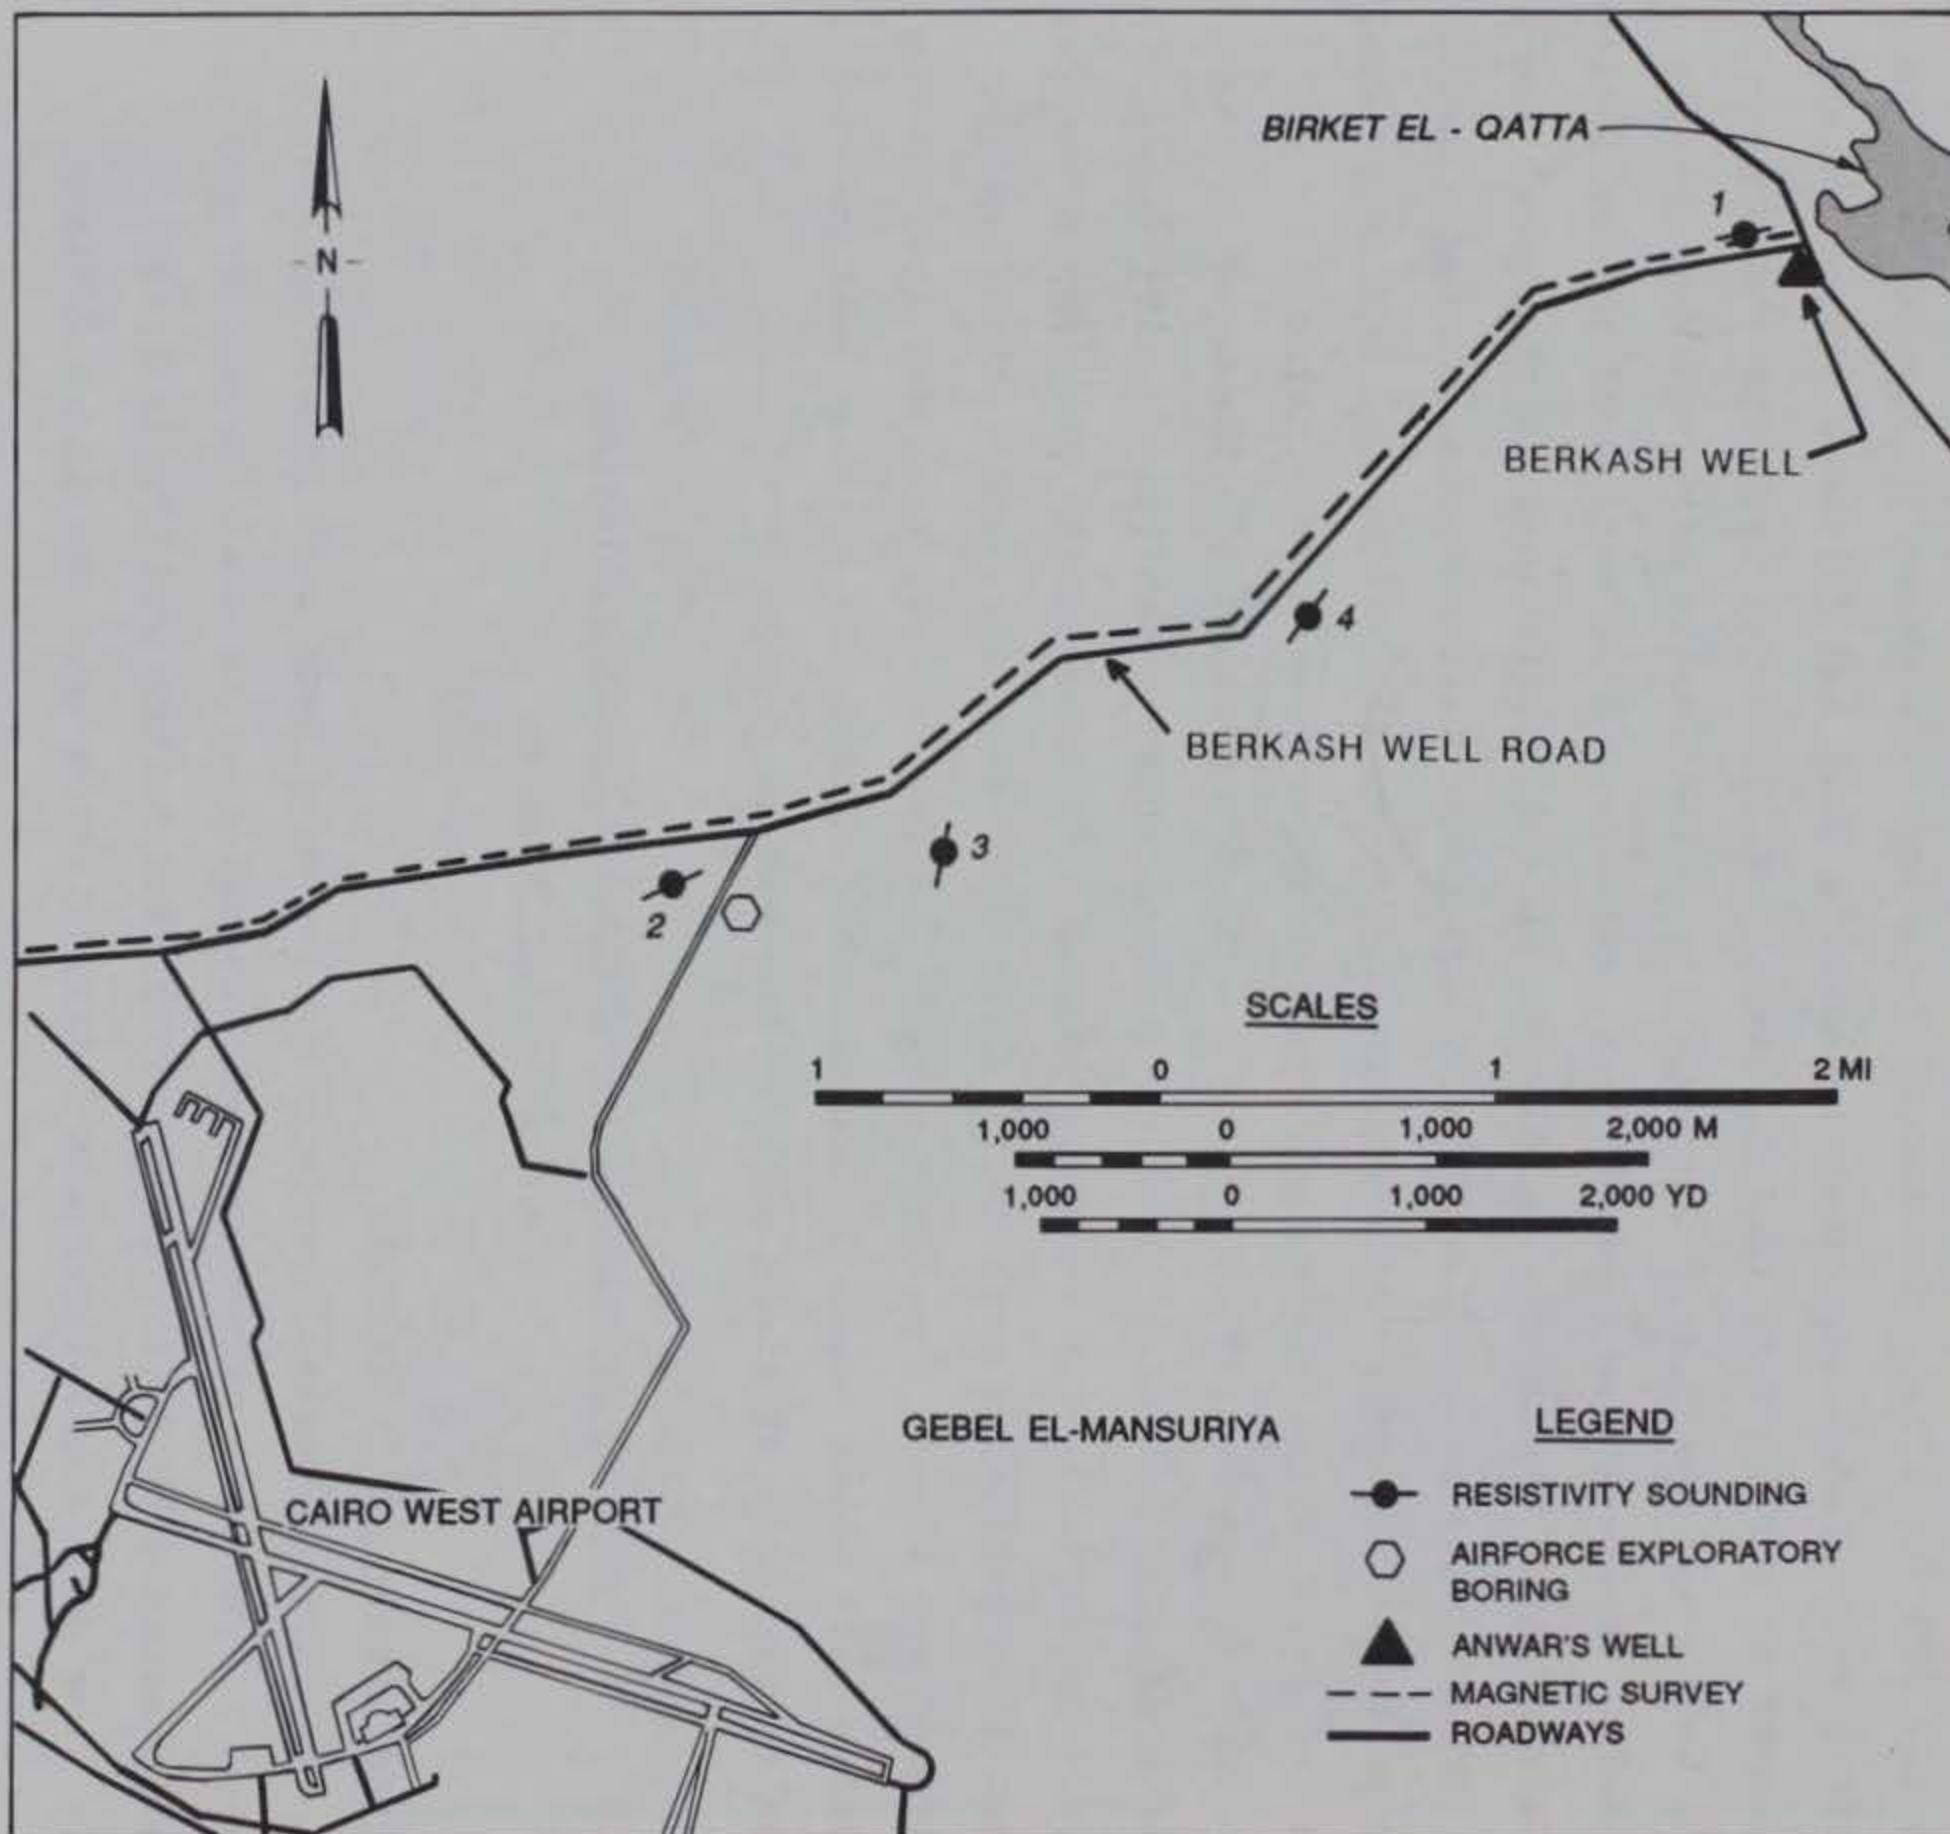 BIRKET EL - QATTA
1
N
BERKASH WELL
4
BERKASH WELL ROAD
3
2
SCALES
1 0 1 2 MI
1,000 0 1,000 2,000 M
1,000 0 1,000 2,000 YD
GEBEL EL-MANSURIYA
LEGEND
RESISTIVITY SOUNDING
CAIRO WEST AIRPORT
AIRFORCE EXPLORATORY
BORING
ANWAR'S WELL
MAGNETIC SURVEY
ROADWAYS